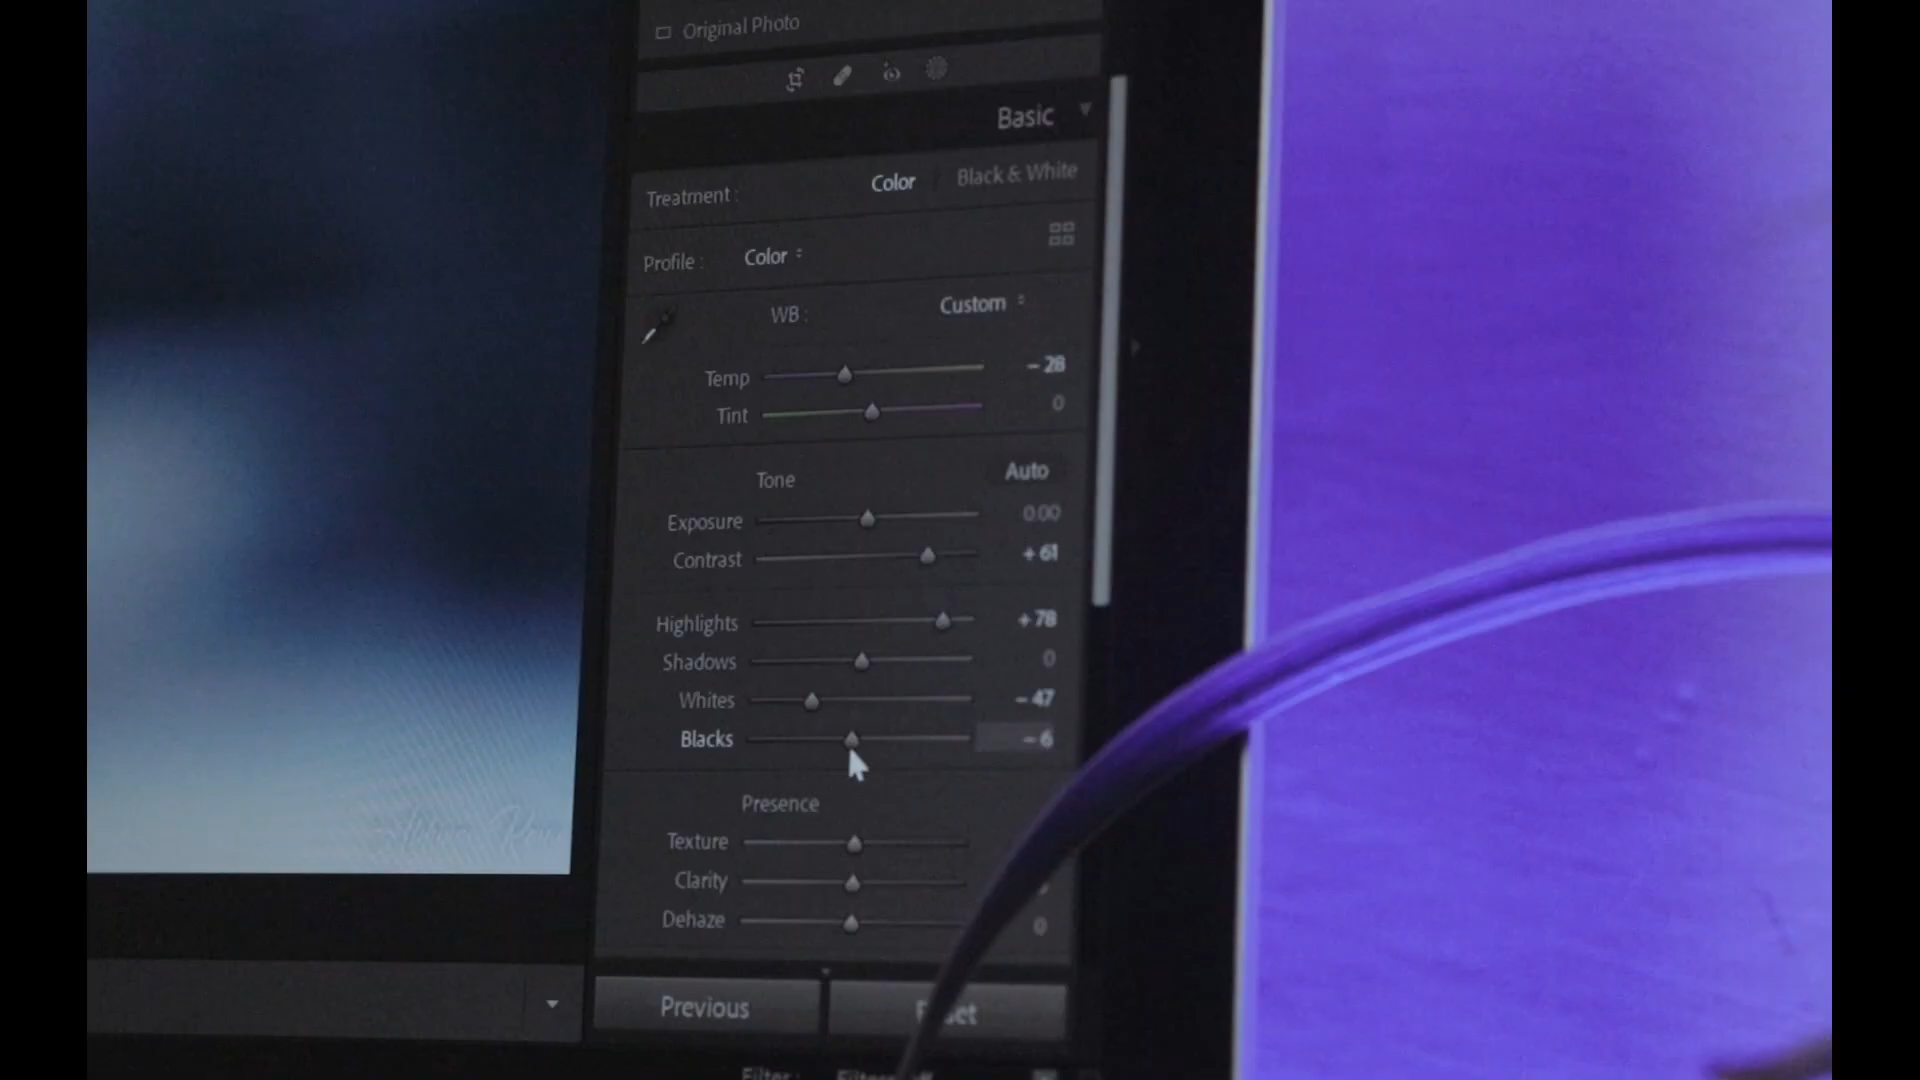 Original Photo
Basic
Treatment : Color Black & White
Profile : Color
WB : Custom
Temp - 28
Tint 0
Tone Auto
Exposure 0.00
Contrast + 61
Highlights + 78
Shadows 0
Whites - 47
Blacks - 6
Presence
Texture
Clarity
Dehaze 0
Previous
Filter :